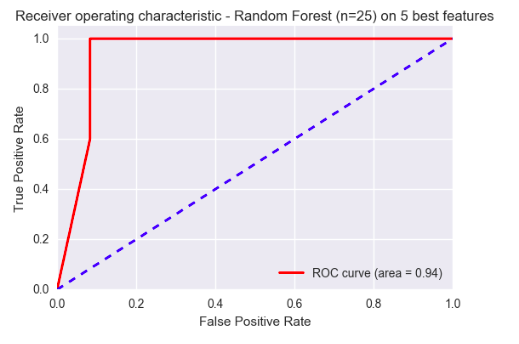 Receiver operating characteristic - Random Forest (n=25) on 5 best features
1.0
0.8
0.6
0.4
0.2
0.0
True Positive Rate
ROC curve (area = 0.94)
0.0 0.2 0.4 0.6 0.8 1.0
False Positive Rate